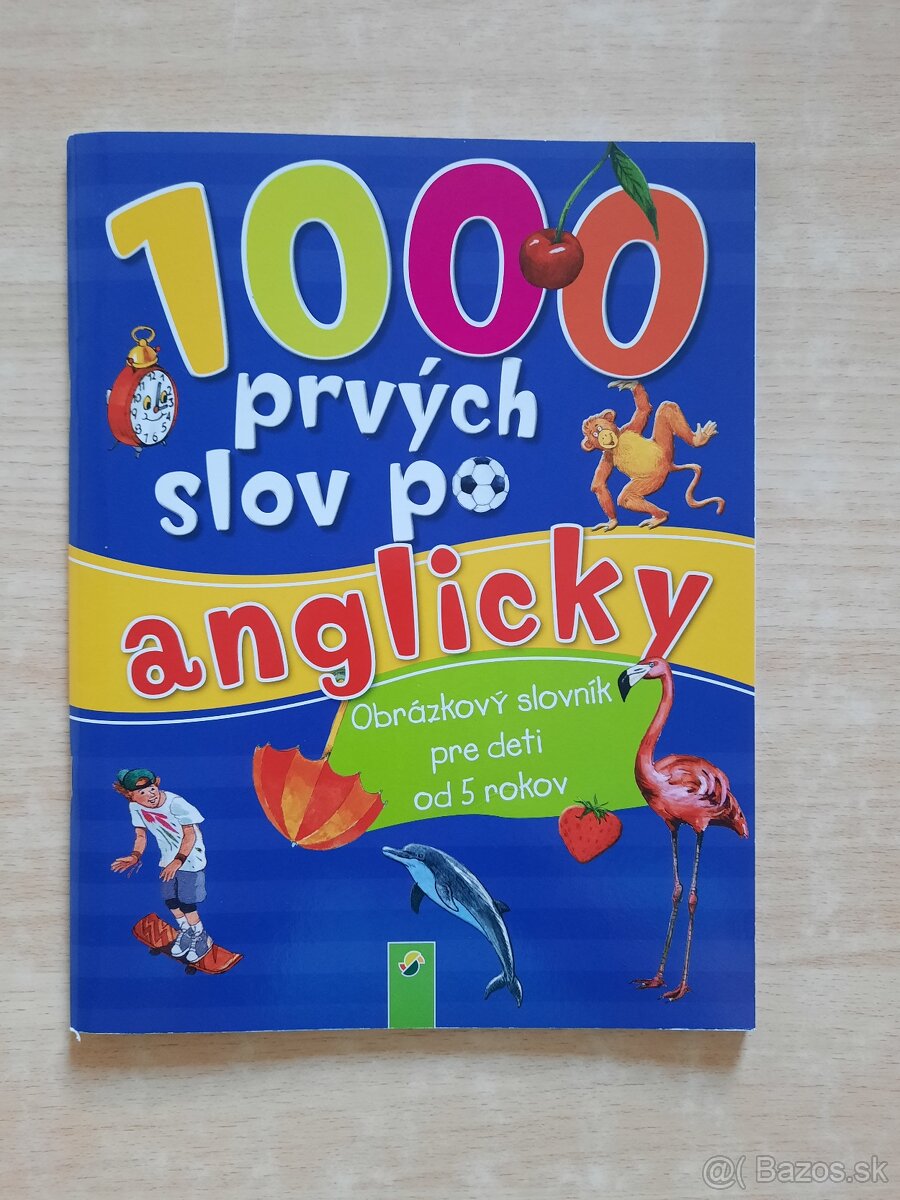 1000
prvých
slov po
anglicky
Obrázkový slovník
pre deti
od 5 rokov
@( Bazos.sk